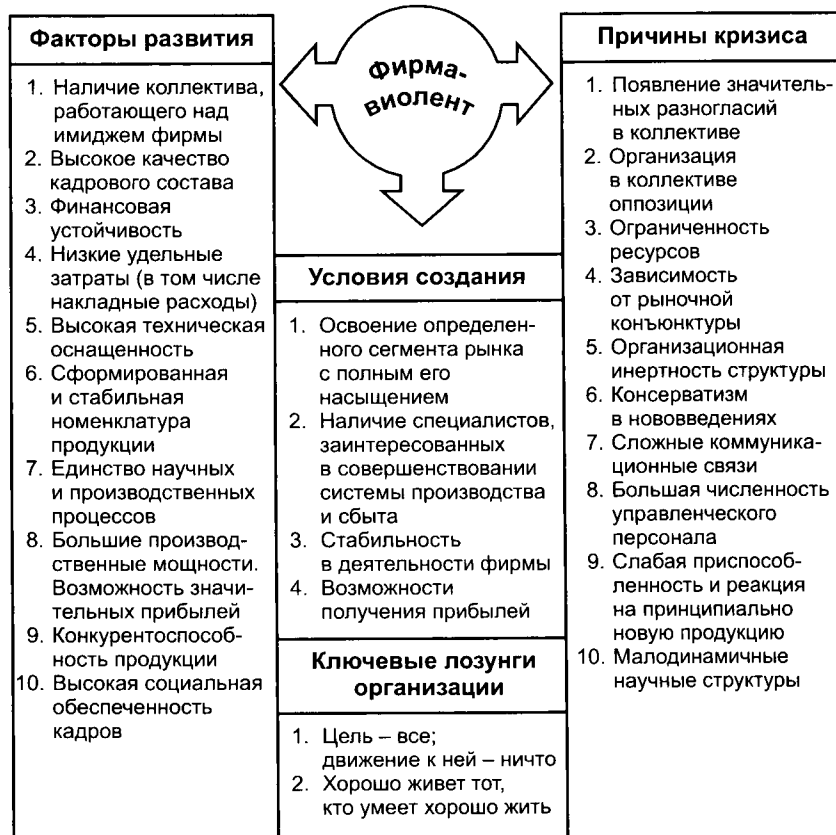 Фирма-
виолент
Факторы развития
1. Наличие коллектива,
работающего над
имиджем фирмы
2. Высокое качество
кадрового состава
3. Финансовая
устойчивость
4. Низкие удельные
затраты (в том числе
накладные расходы)
5. Высокая техническая
оснащенность
6. Сформированная
и стабильная
номенклатура
продукции
7. Единство научных
и производственных
процессов
8. Большие производ-
ственные мощности.
Возможность значи-
тельных прибылей
9. Конкурентоспособ-
ность продукции
10. Высокая социальная
обеспеченность
кадров
Условия создания
1. Освоение определен-
ного сегмента рынка
с полным его
насыщением
2. Наличие специалистов,
заинтересованных
в совершенствовании
системы производства
и сбыта
3. Стабильность
в деятельности фирмы
4. Возможности
получения прибылей
Ключевые лозунги
организации
1. Цель – все;
движение к ней – ничто
2. Хорошо живет тот,
кто умеет хорошо жить
Причины кризиса
1. Появление значитель-
ных разногласий
в коллективе
2. Организация
в коллективе
оппозиции
3. Ограниченность
ресурсов
4. Зависимость
от рыночной
конъюнктуры
5. Организационная
инертность структуры
6. Консерватизм
в нововведениях
7. Сложные коммуника-
ционные связи
8. Большая численность
управленческого
персонала
9. Слабая приспособ-
ленность и реакция
на принципиально
новую продукцию
10. Малодинамичные
научные структуры